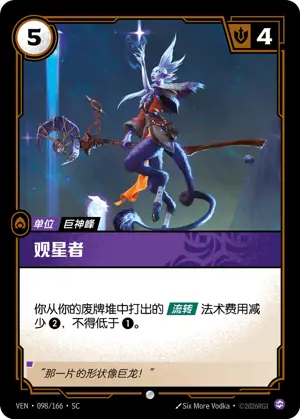 5
4
单位 巨神峰
观星者
你从你的废牌堆中打出的 流转 法术费用减
少 2，不得低于 1。
"那一片的形状像巨龙！"
VEN • 098/166 • SC
Six More Vodka • ©2026RGI